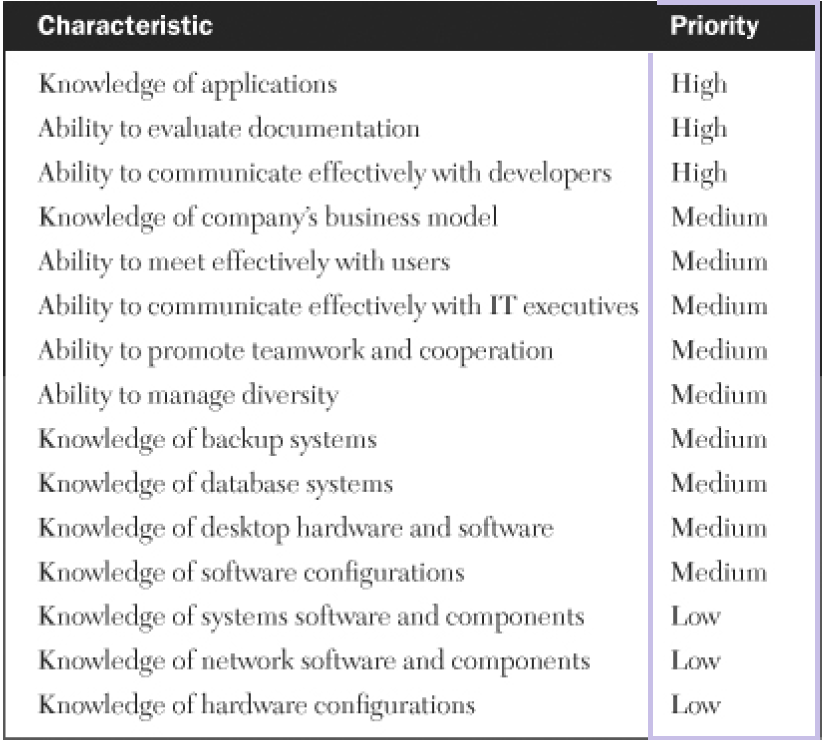 Characteristic Priority
Knowledge of applications High
Ability to evaluate documentation High
Ability to communicate effectively with developers High
Knowledge of company's business model Medium
Ability to meet effectively with users Medium
Ability to communicate effectively with IT executives Medium
Ability to promote teamwork and cooperation Medium
Ability to manage diversity Medium
Knowledge of backup systems Medium
Knowledge of database systems Medium
Knowledge of desktop hardware and software Medium
Knowledge of software configurations Medium
Knowledge of systems software and components Low
Knowledge of network software and components Low
Knowledge of hardware configurations Low